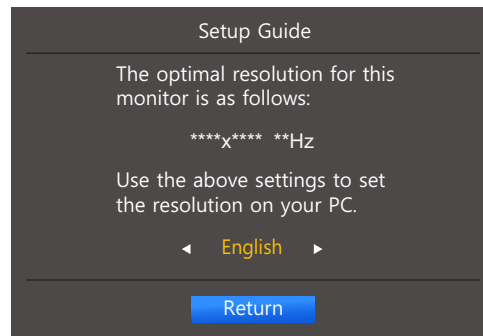 Setup Guide
The optimal resolution for this
monitor is as follows:
****x**** **Hz
Use the above settings to set
the resolution on your PC.
English
Return